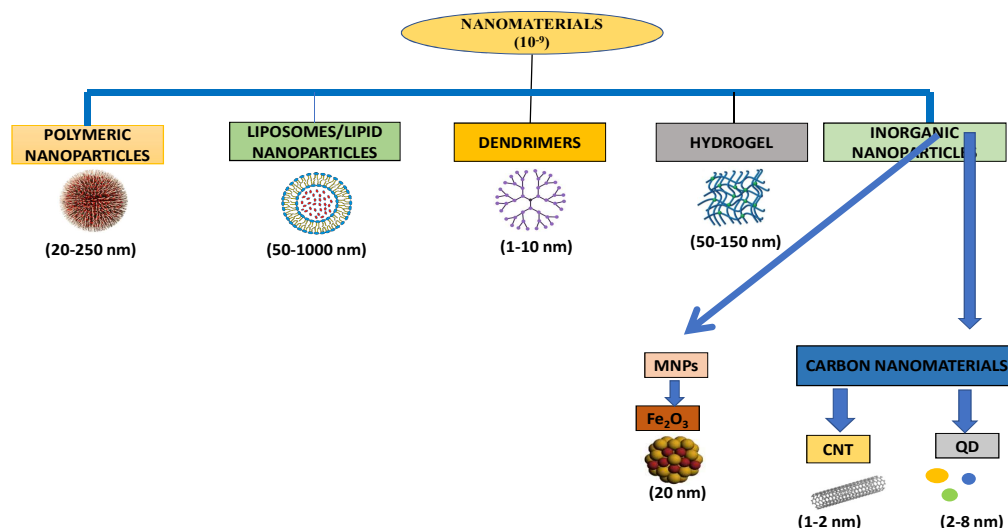 NANOMATERIALS
(10⁻⁹)
POLYMERIC
NANOPARTICLES
LIPOSOMES/LIPID
NANOPARTICLES
DENDRIMERS
HYDROGEL
INORGANIC
NANOPARTICLES
(20-250 nm)
(50-1000 nm)
(1-10 nm)
(50-150 nm)
MNPs
CARBON NANOMATERIALS
Fe₂O₃
CNT
QD
(20 nm)
(1-2 nm)
(2-8 nm)